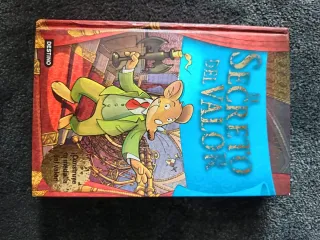 EL
SECRETO
DEL
VALOR
DESTINO